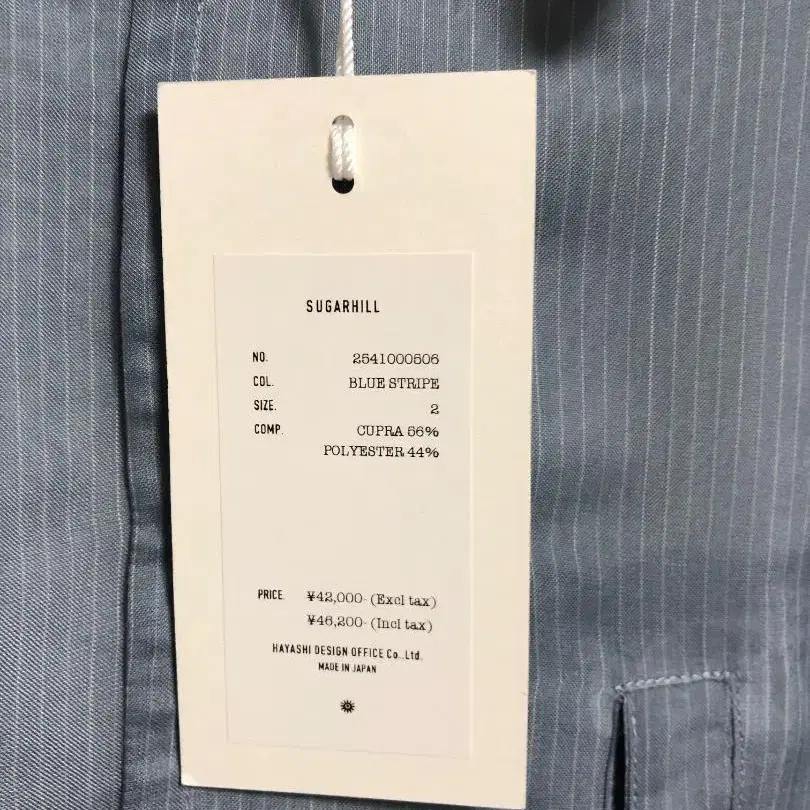 SUGARHILL
NO. 2541000506
COL. BLUE STRIPE
SIZE. 2
COMP. CUPRA 56%
POLYESTER 44%
PRICE. ¥42,000- (Excl tax)
¥46,200- (Incl tax)
HAYASHI DESIGN OFFICE Co.,Ltd.
MADE IN JAPAN